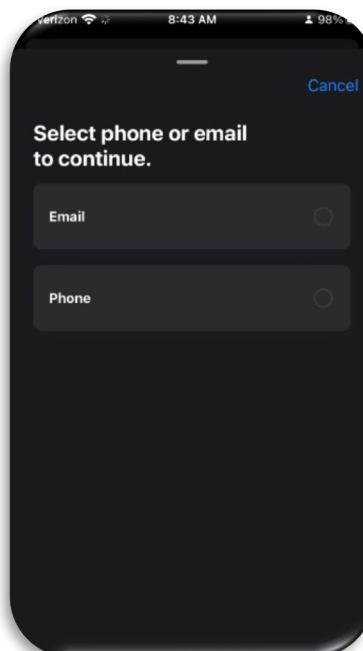 verizon 8:43 AM 98%
Cancel
Select phone or email
to continue.
Email
Phone